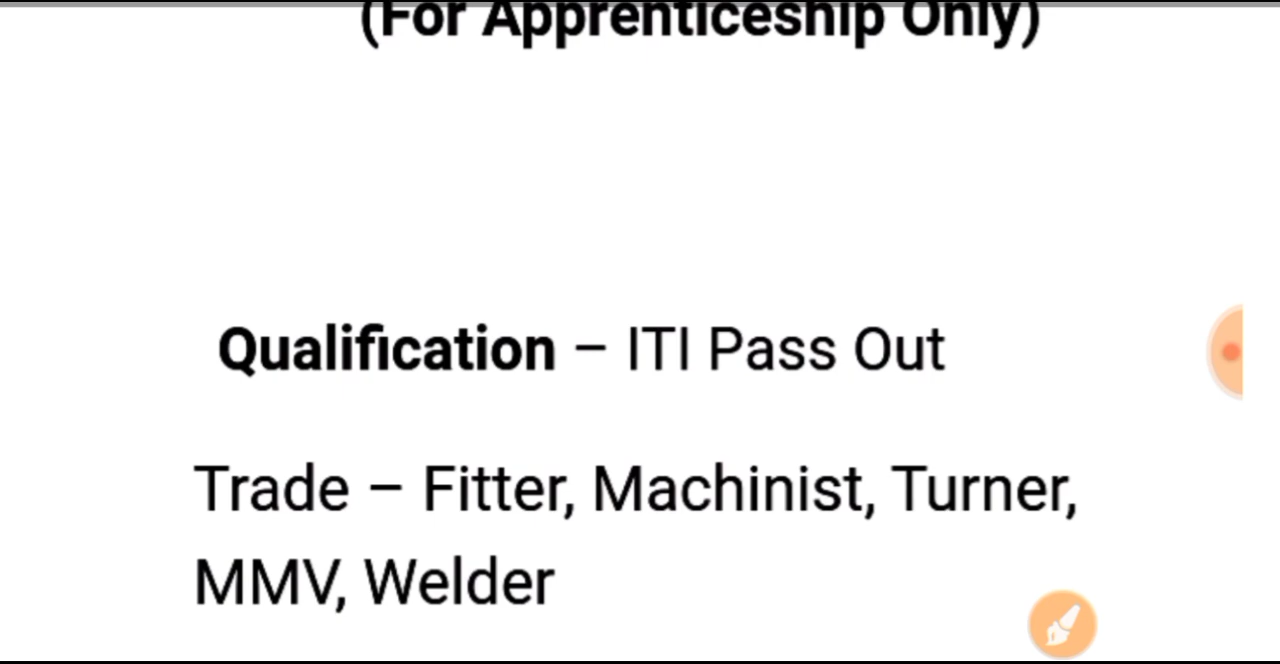 (For Apprenticeship Only)
Qualification – ITI Pass Out
Trade – Fitter, Machinist, Turner,
MMV, Welder